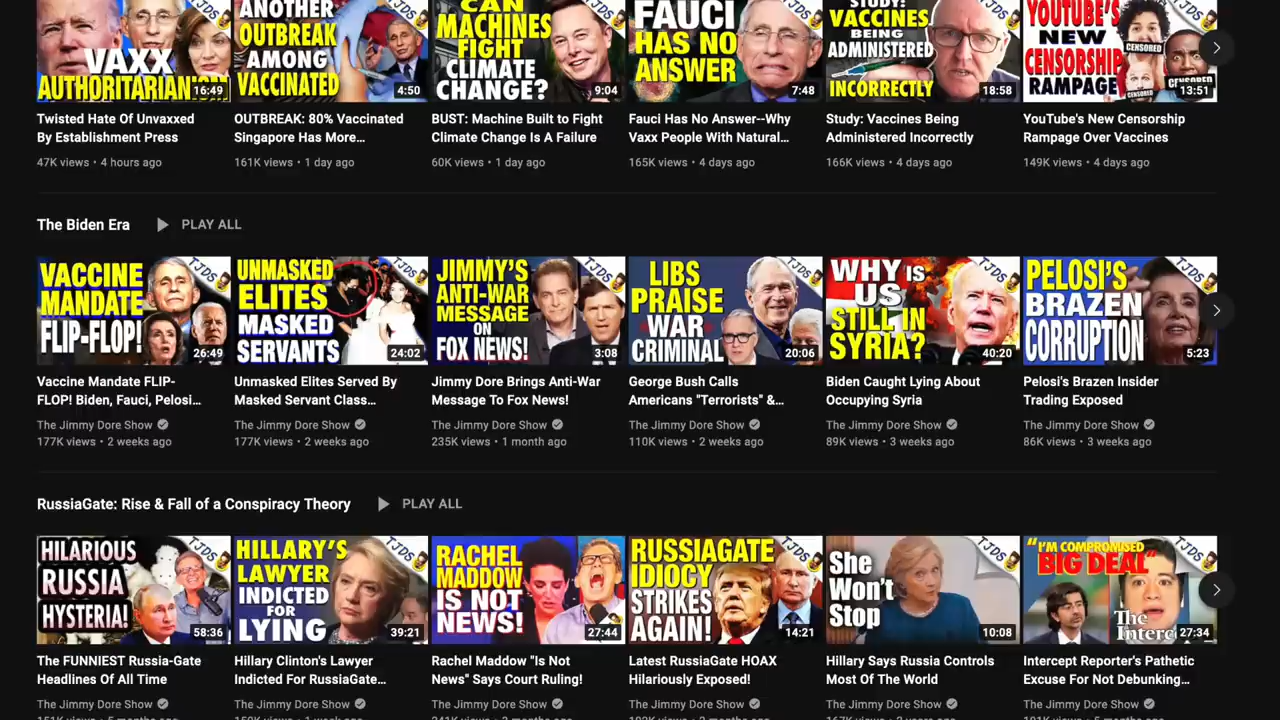 VAXX
AUTHORITARIANISM
16:49
ANOTHER
OUTBREAK
AMONG
VACCINATED
4:50
CAN
MACHINES
FIGHT
CLIMATE
CHANGE?
9:04
FAUCI
HAS NO
ANSWER
7:48
STUDY:
VACCINES
BEING
ADMINISTERED
INCORRECTLY
18:58
YOUTUBE'S
NEW
CENSORSHIP
RAMPAGE
CENSORED
CENSORED
CENSORED
13:51
Twisted Hate Of Unvaxxed
By Establishment Press
47K views • 4 hours ago
OUTBREAK: 80% Vaccinated
Singapore Has More...
161K views • 1 day ago
BUST: Machine Built to Fight
Climate Change Is A Failure
60K views • 1 day ago
Fauci Has No Answer--Why
Vaxx People With Natural...
165K views • 4 days ago
Study: Vaccines Being
Administered Incorrectly
166K views • 4 days ago
YouTube's New Censorship
Rampage Over Vaccines
149K views • 4 days ago
The Biden Era
PLAY ALL
VACCINE
MANDATE
FLIP-FLOP!
TJDS
26:49
UNMASKED
ELITES
MASKED
SERVANTS
TJDS
24:02
JIMMY'S
ANTI-WAR
MESSAGE
ON
FOX NEWS!
TJDS
3:08
LIBS
PRAISE
WAR
CRIMINAL
TJDS
20:06
WHY IS
US
STILL IN
SYRIA?
TJDS
40:20
PELOSI'S
BRAZEN
CORRUPTION
TJDS
5:23
Vaccine Mandate FLIP-
FLOP! Biden, Fauci, Pelosi...
The Jimmy Dore Show
177K views • 2 weeks ago
Unmasked Elites Served By
Masked Servant Class...
The Jimmy Dore Show
177K views • 2 weeks ago
Jimmy Dore Brings Anti-War
Message To Fox News!
The Jimmy Dore Show
235K views • 1 month ago
George Bush Calls
Americans "Terrorists" &...
The Jimmy Dore Show
110K views • 2 weeks ago
Biden Caught Lying About
Occupying Syria
The Jimmy Dore Show
89K views • 3 weeks ago
Pelosi's Brazen Insider
Trading Exposed
The Jimmy Dore Show
86K views • 3 weeks ago
RussiaGate: Rise & Fall of a Conspiracy Theory
PLAY ALL
HILARIOUS
RUSSIA
HYSTERIA!
TJDS
58:36
HILLARY'S
LAWYER
INDICTED
FOR
LYING
TJDS
39:21
RACHEL
MADDOW
IS NOT
NEWS!
TJDS
27:44
RUSSIAGATE
IDIOCY
STRIKES
AGAIN!
TJDS
14:21
She
Won't
Stop
TJDS
10:08
"I'M COMPROMISED
BIG DEAL"
The
Interc
TJDS
27:34
The FUNNIEST Russia-Gate
Headlines Of All Time
The Jimmy Dore Show
Hillary Clinton's Lawyer
Indicted For RussiaGate...
The Jimmy Dore Show
Rachel Maddow "Is Not
News" Says Court Ruling!
The Jimmy Dore Show
Latest RussiaGate HOAX
Hilariously Exposed!
The Jimmy Dore Show
Hillary Says Russia Controls
Most Of The World
The Jimmy Dore Show
Intercept Reporter's Pathetic
Excuse For Not Debunking...
The Jimmy Dore Show